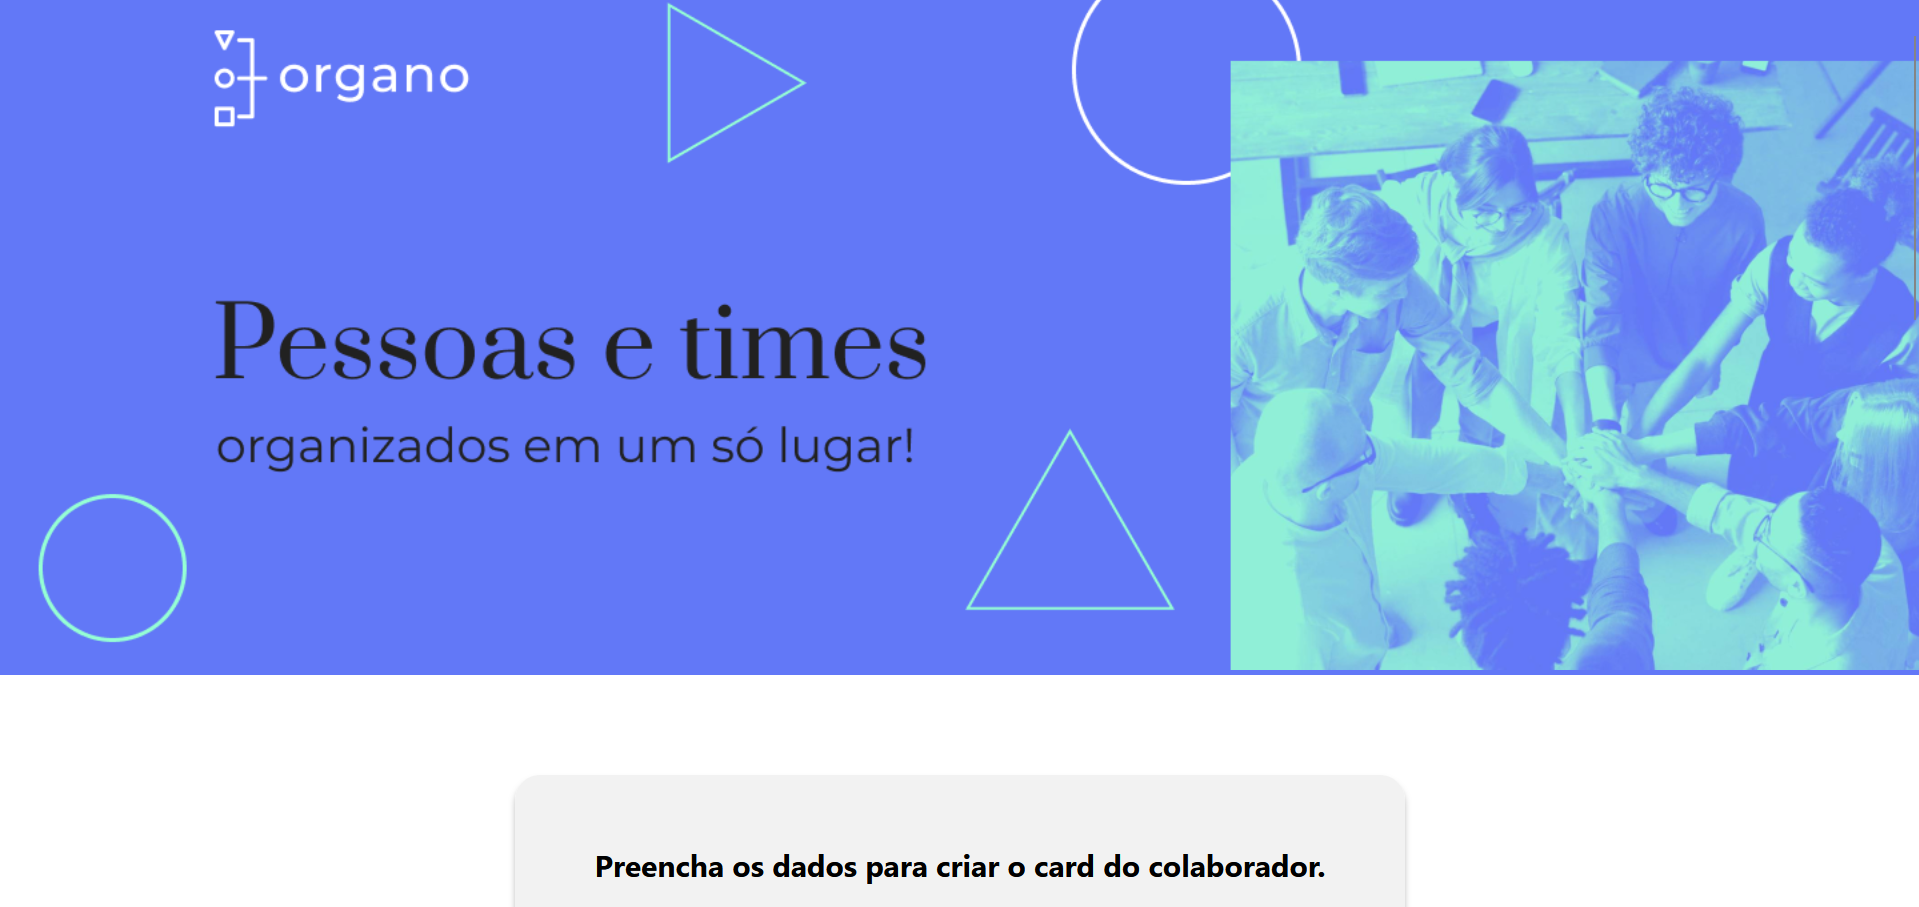 organo
Pessoas e times
organizados em um só lugar!
Preencha os dados para criar o card do colaborador.